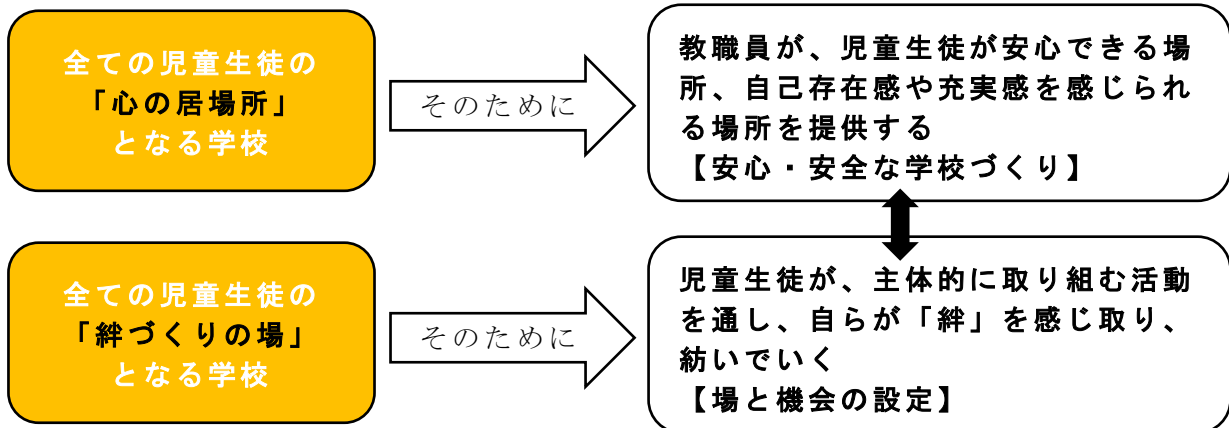 全ての児童生徒の
「心の居場所」
となる学校
そのために
教職員が、児童生徒が安心できる場
所、自己存在感や充実感を感じられ
る場所を提供する
【安心・安全な学校づくり】
全ての児童生徒の
「絆づくりの場」
となる学校
そのために
児童生徒が、主体的に取り組む活動
を通し、自らが「絆」を感じ取り、
紡いでいく
【場と機会の設定】